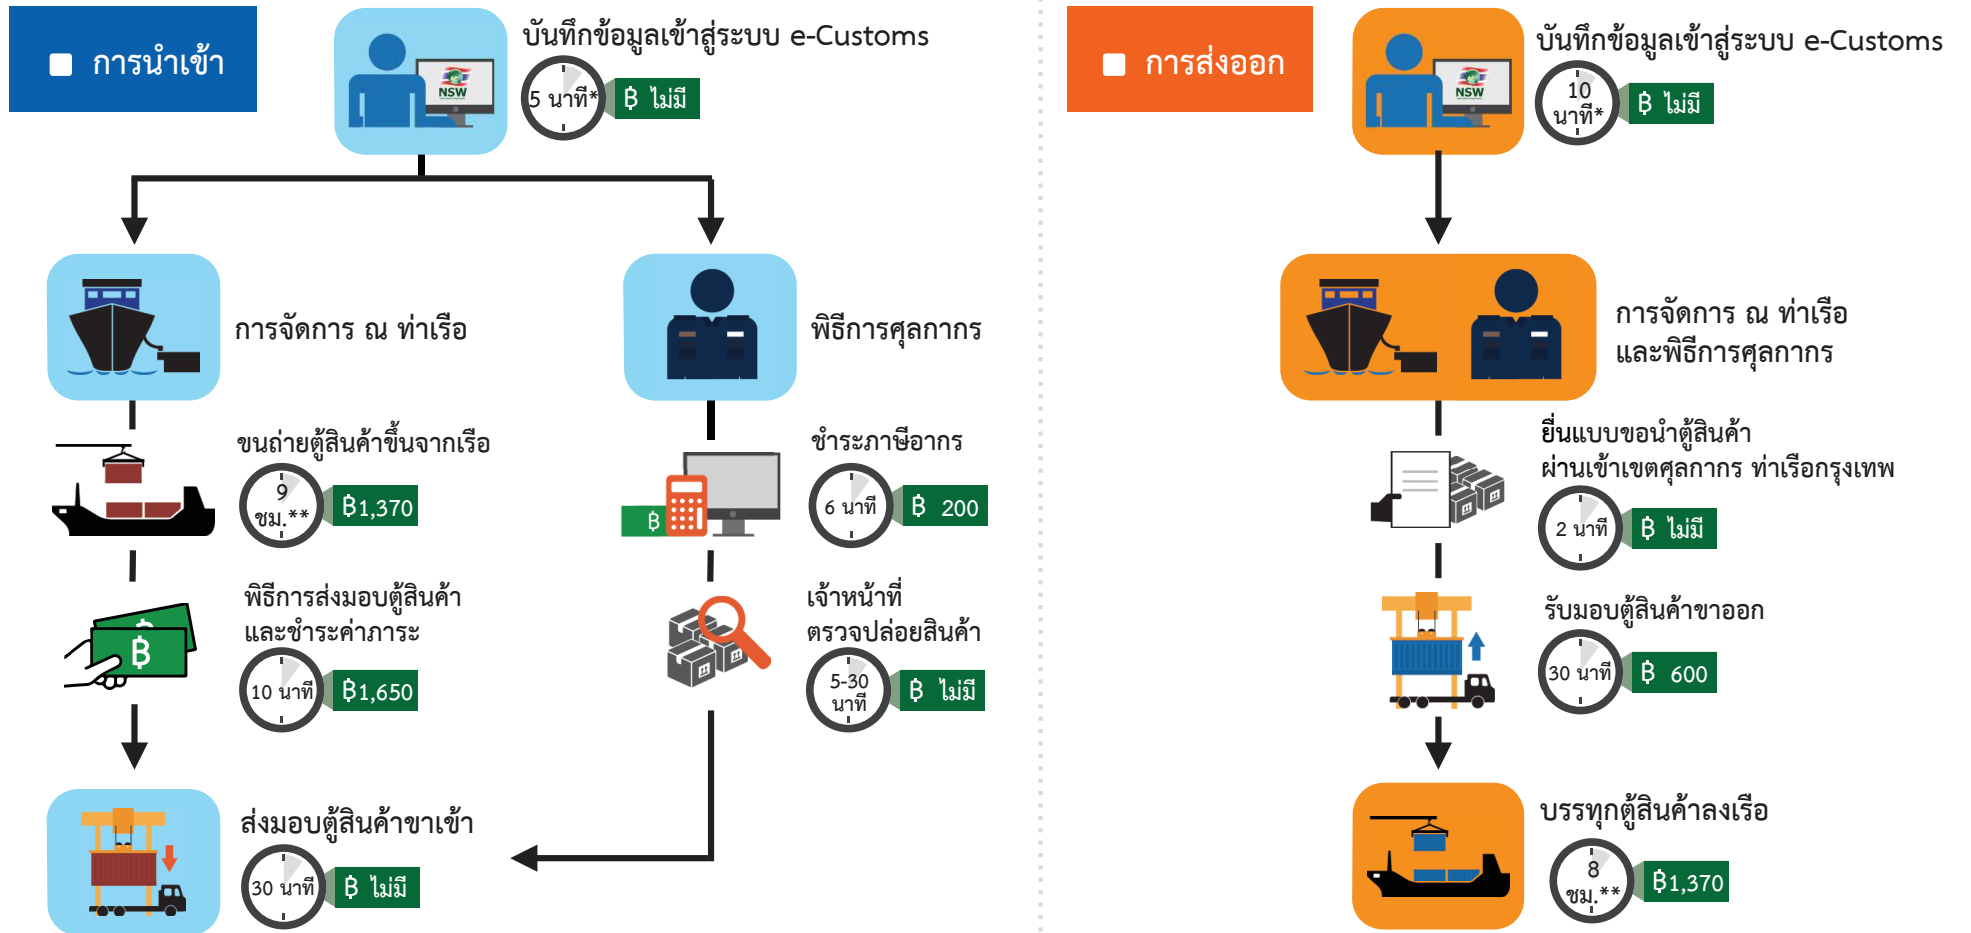 การนำเข้า
บันทึกข้อมูลเข้าสู่ระบบ e-Customs
NSW
5 นาที*
฿ ไม่มี
การจัดการ ณ ท่าเรือ
ขนถ่ายตู้สินค้าขึ้นจากเรือ
9
ชม.**
฿1,370
พิธีการส่งมอบตู้สินค้า
และชำระค่าภาระ
฿
10 นาที
฿1,650
พิธีการศุลกากร
ชำระภาษีอากร
฿
6 นาที
฿ 200
เจ้าหน้าที่
ตรวจปล่อยสินค้า
5-30
นาที
฿ ไม่มี
ส่งมอบตู้สินค้าขาเข้า
30 นาที
฿ ไม่มี
การส่งออก
บันทึกข้อมูลเข้าสู่ระบบ e-Customs
NSW
10
นาที*
฿ ไม่มี
การจัดการ ณ ท่าเรือ
และพิธีการศุลกากร
ยื่นแบบขอนำตู้สินค้า
ผ่านเข้าเขตศุลกากร ท่าเรือกรุงเทพ
2 นาที
฿ ไม่มี
รับมอบตู้สินค้าขาออก
30 นาที
฿ 600
บรรทุกตู้สินค้าลงเรือ
8
ชม.**
฿1,370